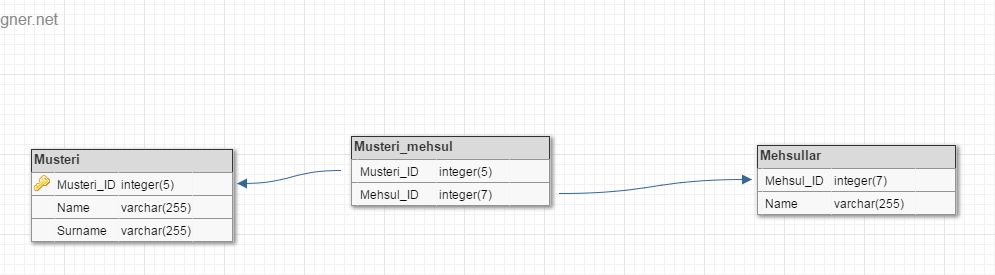 gner.net
Musteri
Musteri_ID integer(5)
Name varchar(255)
Surname varchar(255)
Musteri_mehsul
Musteri_ID integer(5)
Mehsul_ID integer(7)
Mehsullar
Mehsul_ID integer(7)
Name varchar(255)